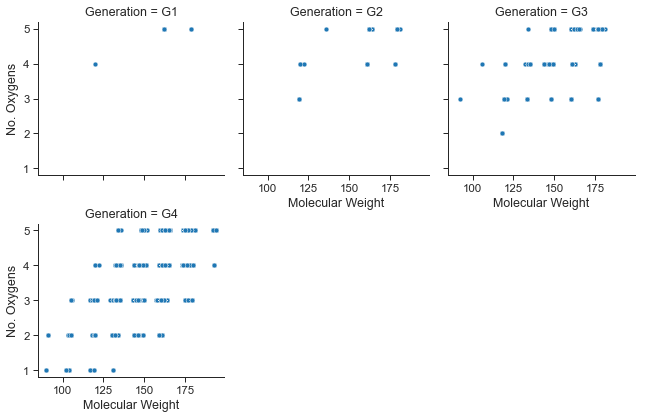 Generation = G1
Generation = G2
Generation = G3
5
4
3
2
1
No. Oxygens
100
125
150
175
Molecular Weight
100
125
150
175
Molecular Weight
Generation = G4
5
4
3
2
1
No. Oxygens
100
125
150
175
Molecular Weight